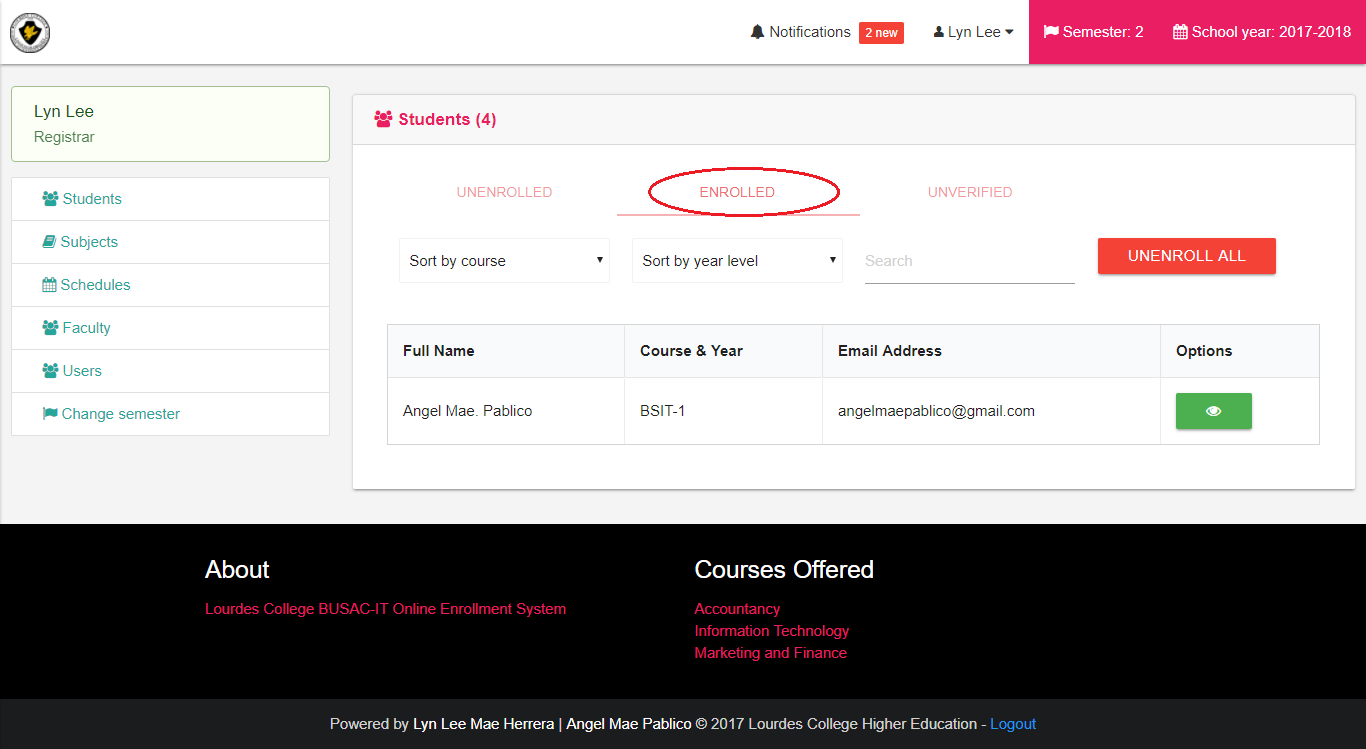 Notifications 2 new Lyn Lee Semester: 2 School year: 2017-2018
Lyn Lee
Registrar
Students
Subjects
Schedules
Faculty
Users
Change semester
Students (4)
UNENROLLED ENROLLED UNVERIFIED
Sort by course Sort by year level Search UNENROLL ALL
Full Name Course & Year Email Address Options
Angel Mae. Pablico BSIT-1 angelmaepablico@gmail.com
About
Lourdes College BUSAC-IT Online Enrollment System
Courses Offered
Accountancy
Information Technology
Marketing and Finance
Powered by Lyn Lee Mae Herrera | Angel Mae Pablico © 2017 Lourdes College Higher Education - Logout